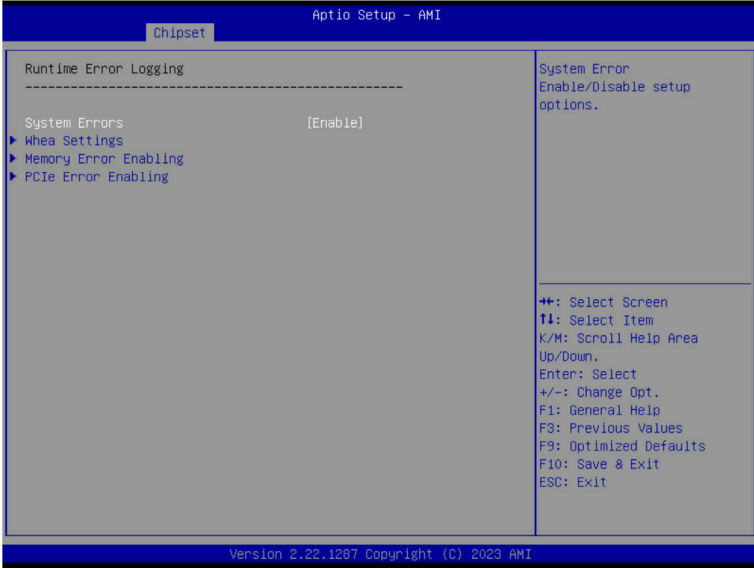 Aptio Setup - AMI
Chipset
Runtime Error Logging
--------------------------------------------------
System Errors [Enable]
Whea Settings
Memory Error Enabling
PCIe Error Enabling
System Error
Enable/Disable setup
options.
→←: Select Screen
↑↓: Select Item
K/M: Scroll Help Area
Up/Down.
Enter: Select
+/-: Change Opt.
F1: General Help
F3: Previous Values
F9: Optimized Defaults
F10: Save & Exit
ESC: Exit
Version 2.22.1287 Copyright (C) 2023 AMI